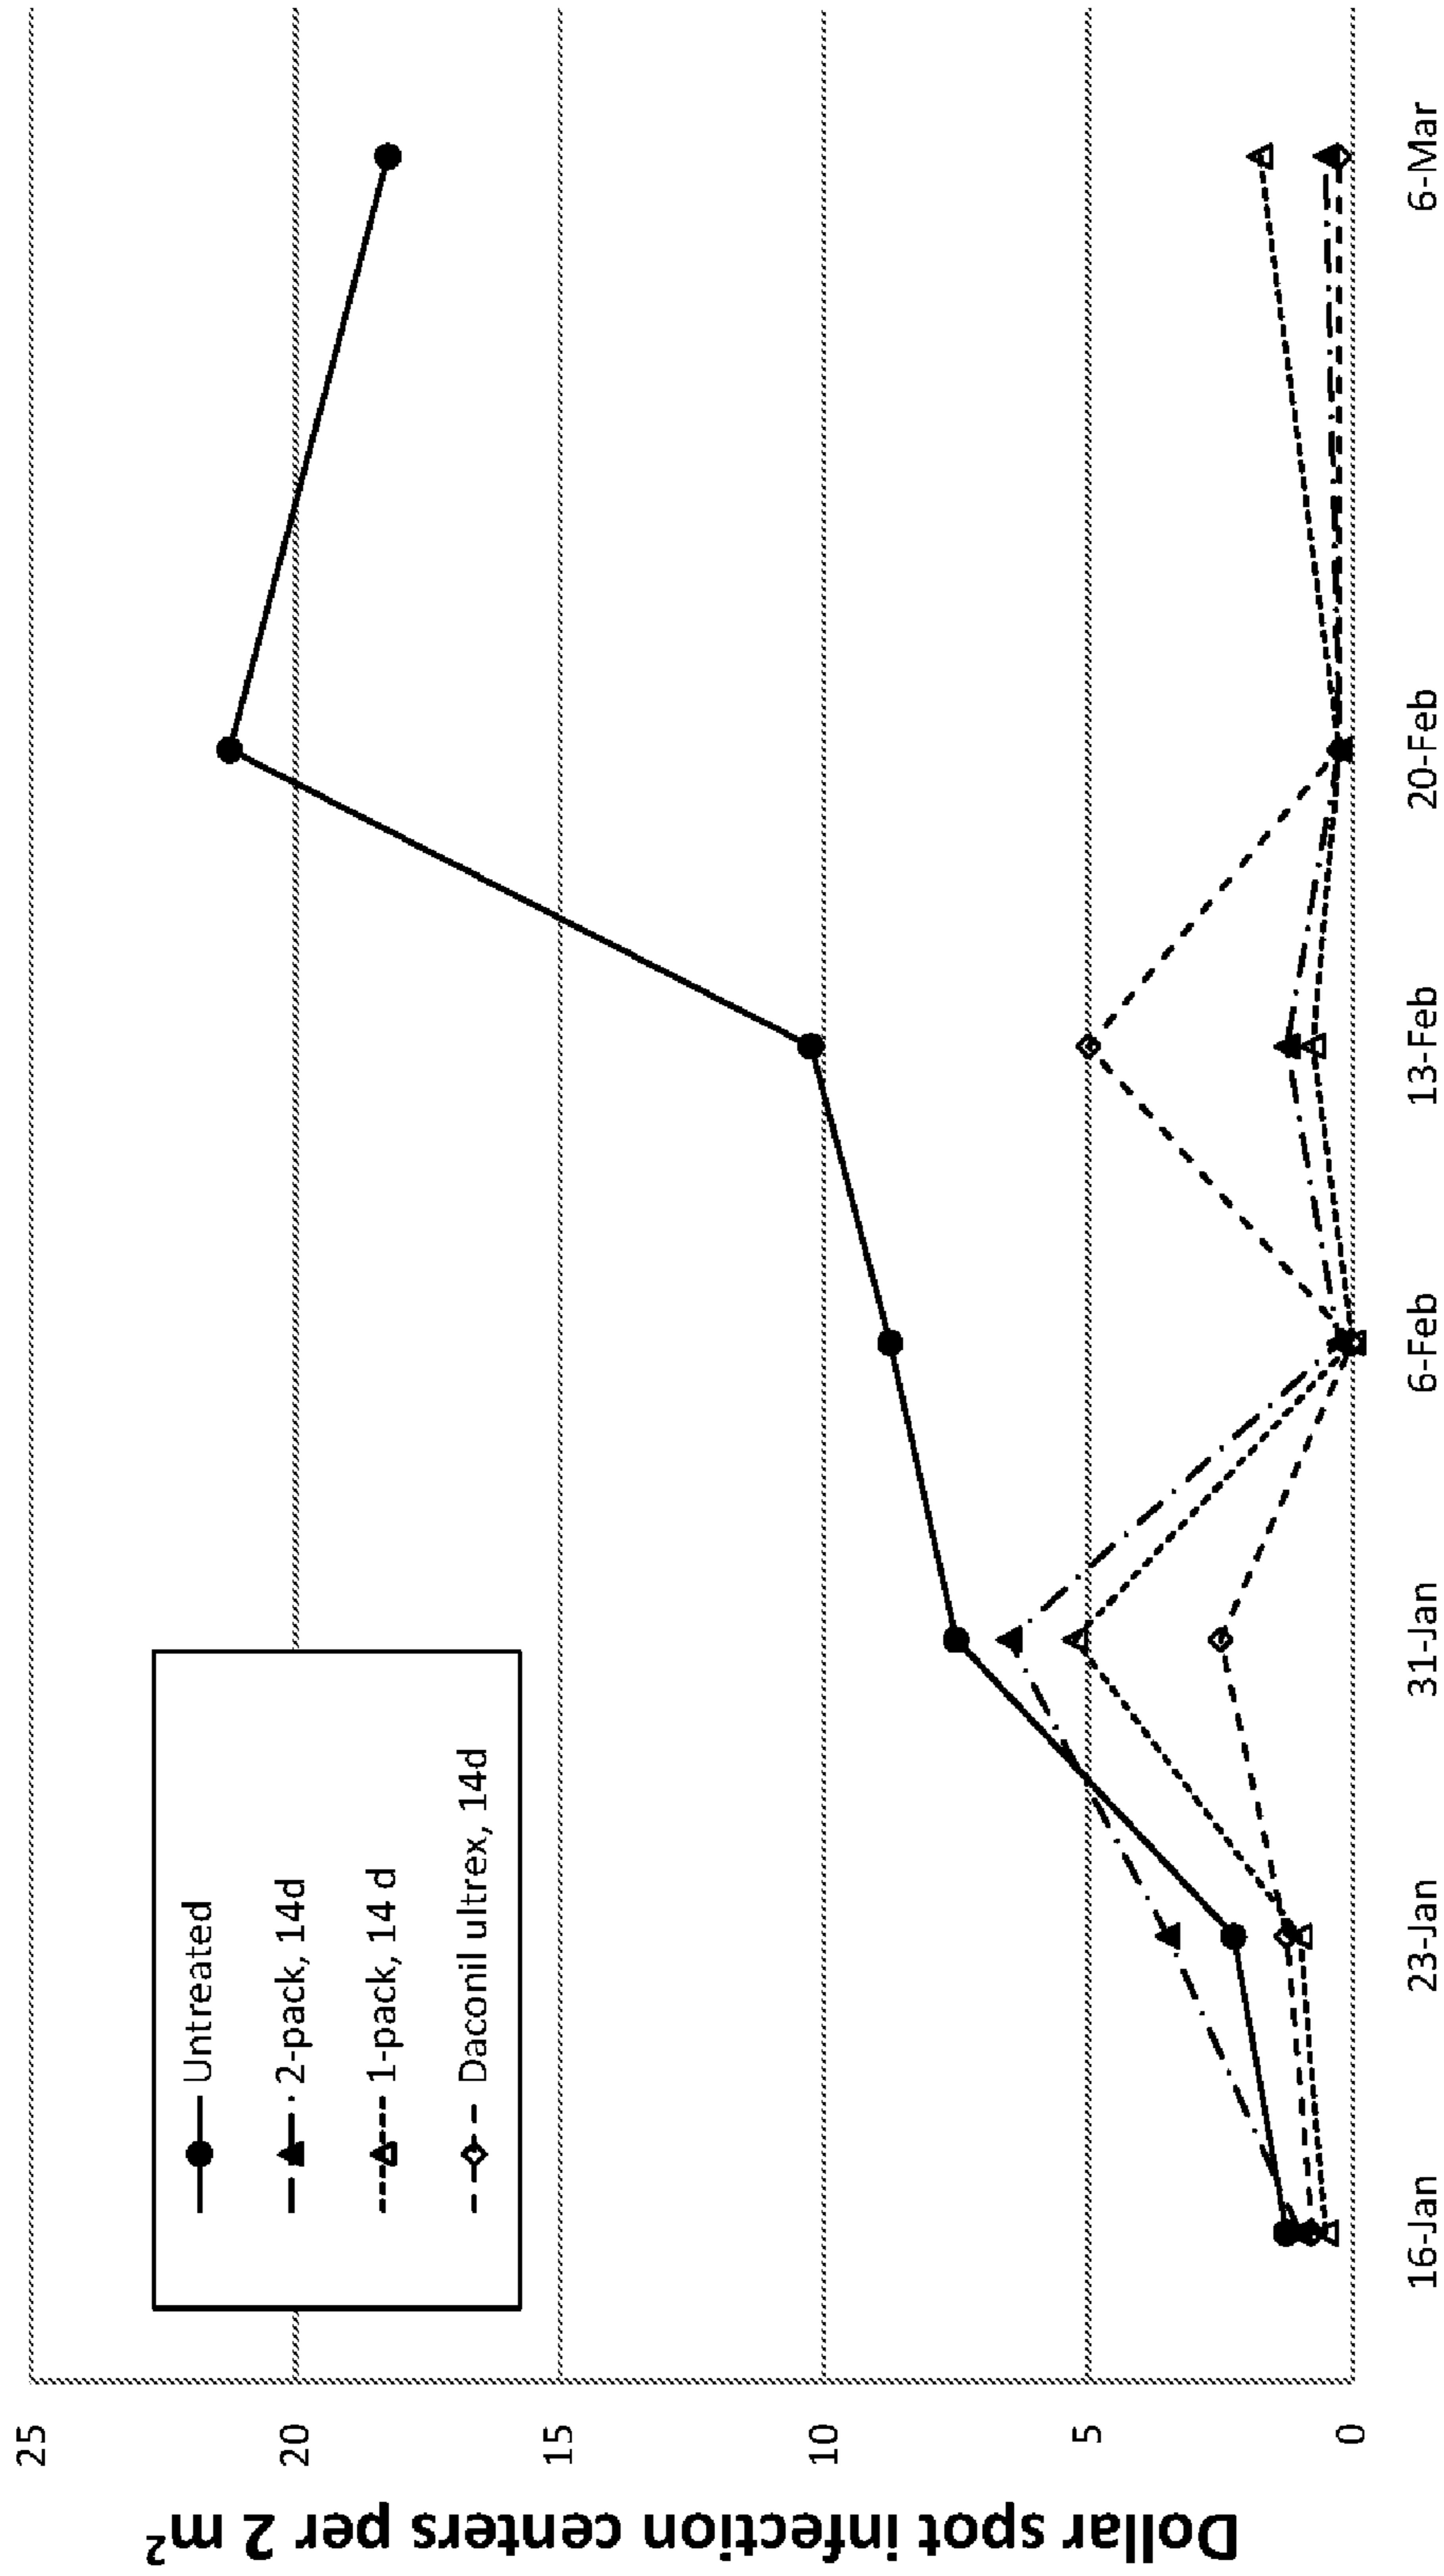 Dollar spot infection centers per 2 m²
25
20
15
10
5
0
Untreated
2-pack, 14d
1-pack, 14 d
Daconil ultrex, 14d
16-Jan
23-Jan
31-Jan
6-Feb
13-Feb
20-Feb
6-Mar